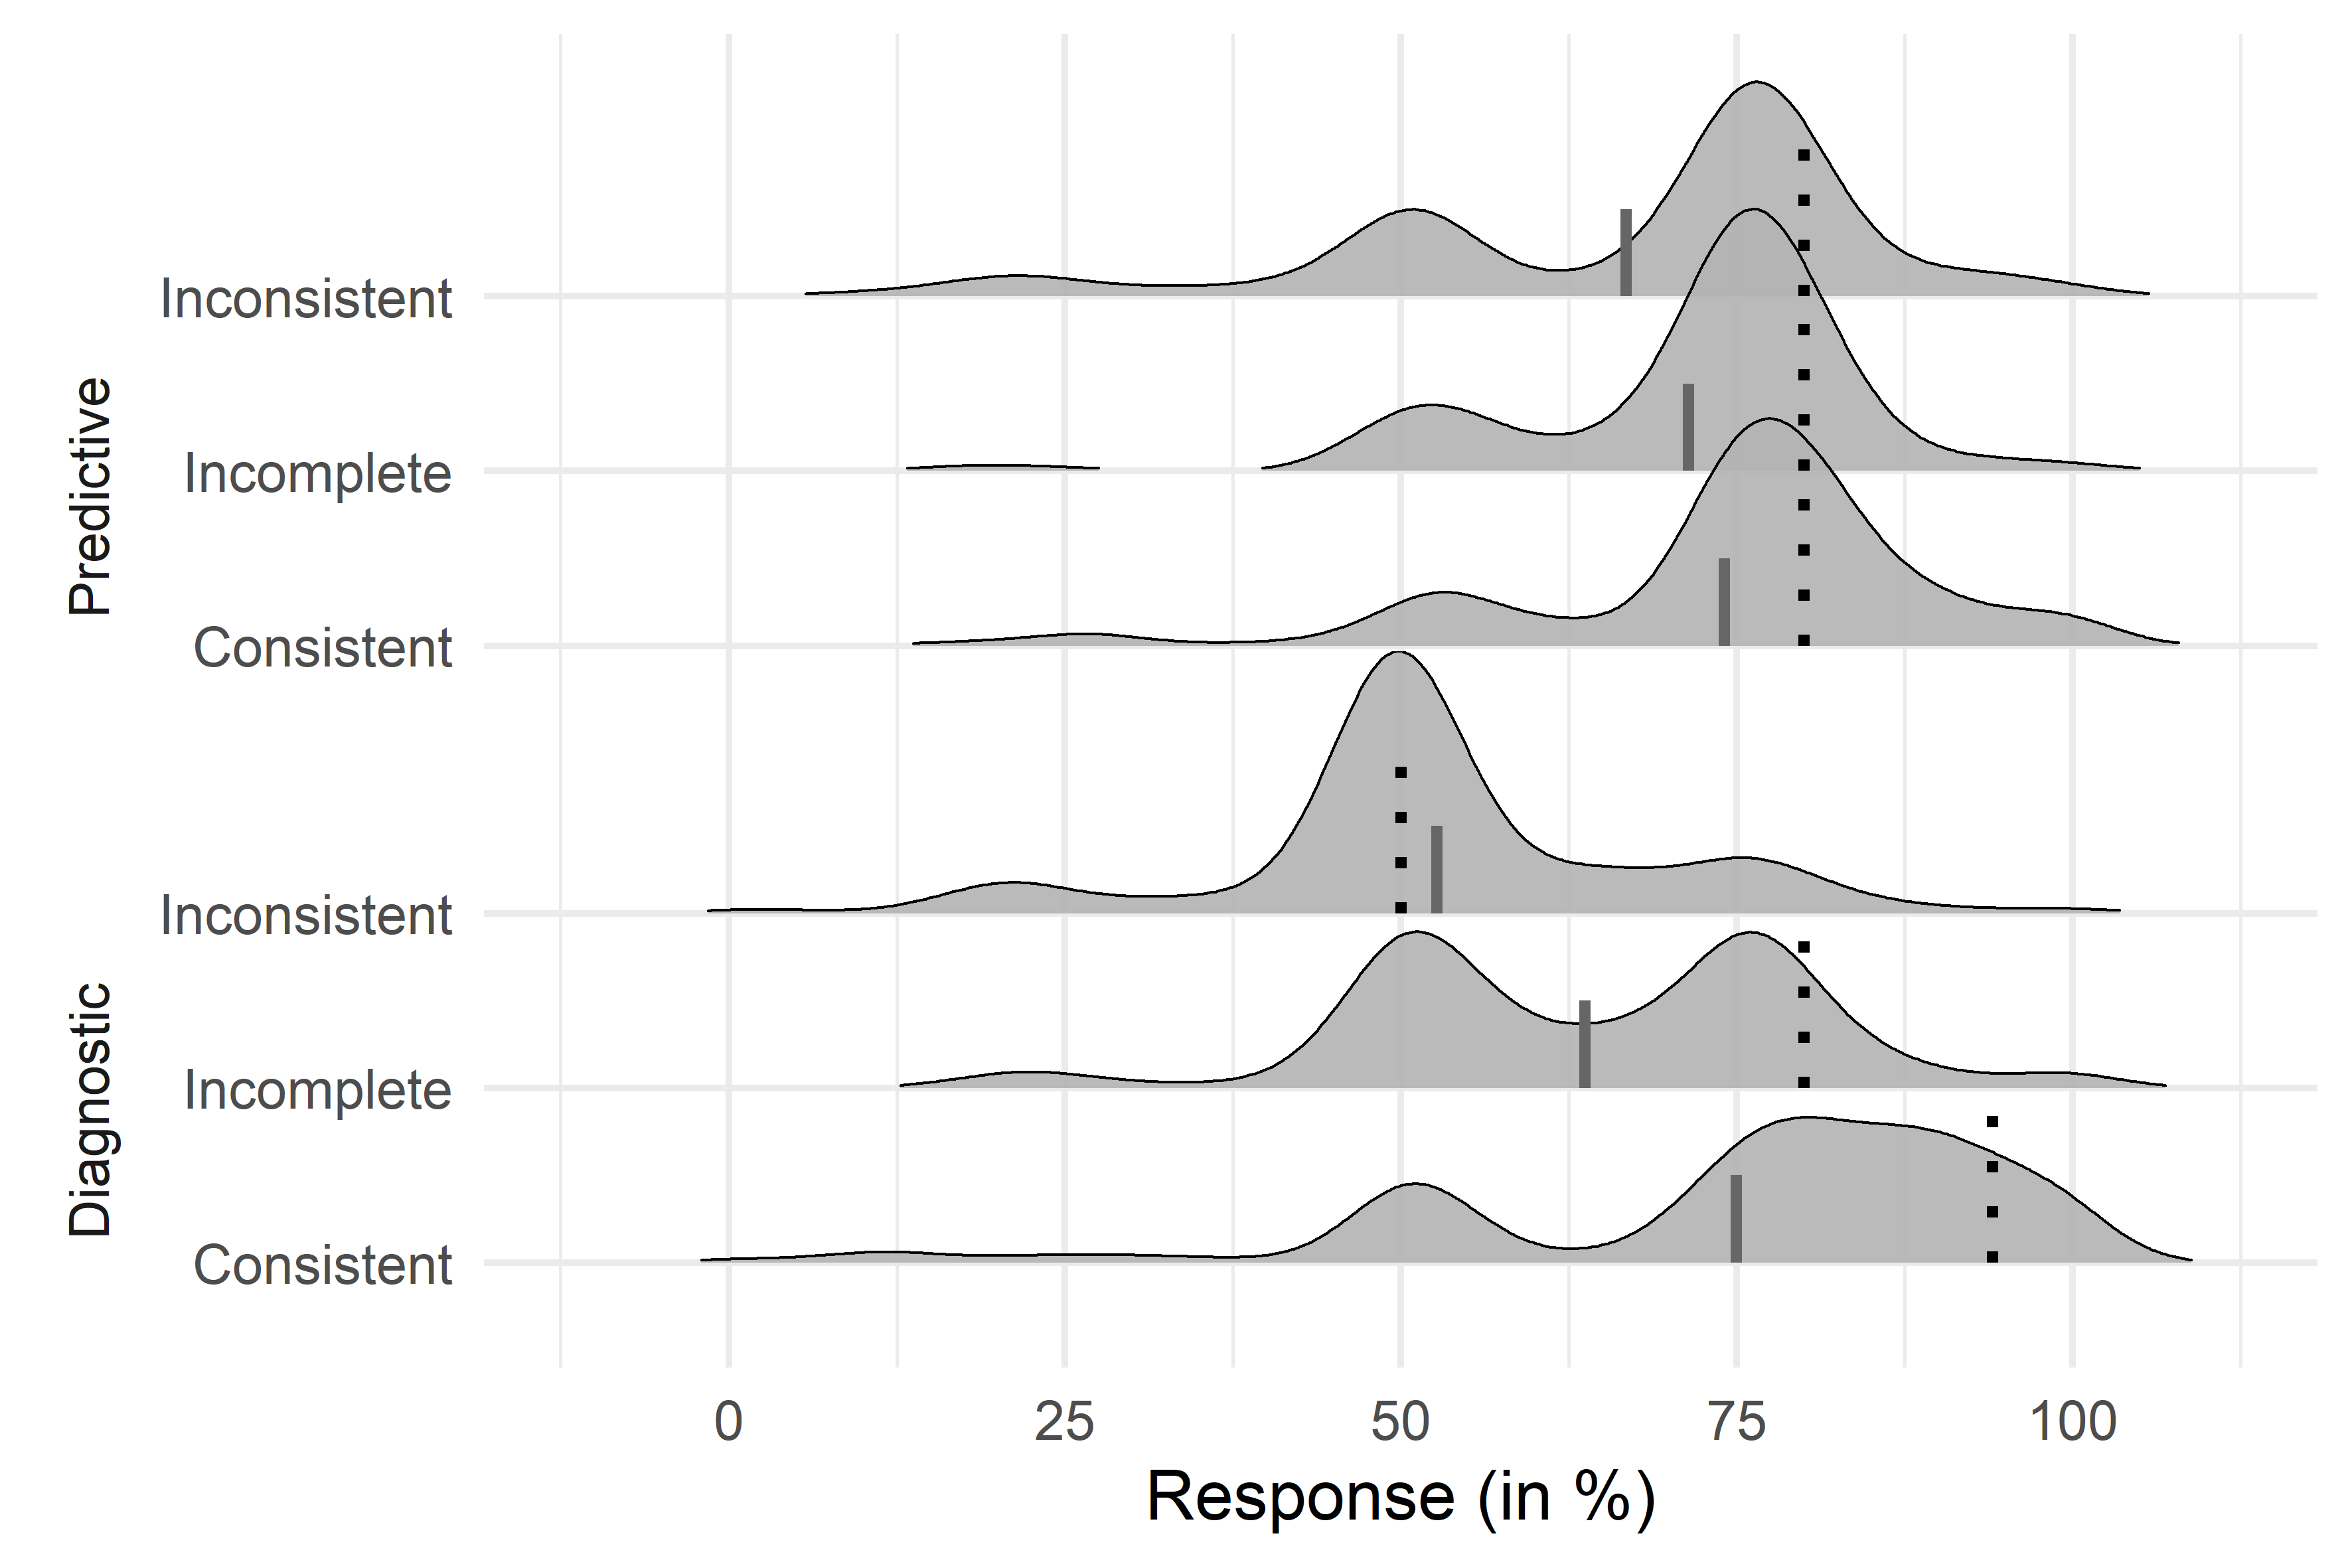 Predictive
Inconsistent
Incomplete
Consistent
Diagnostic
Inconsistent
Incomplete
Consistent
0 25 50 75 100
Response (in %)